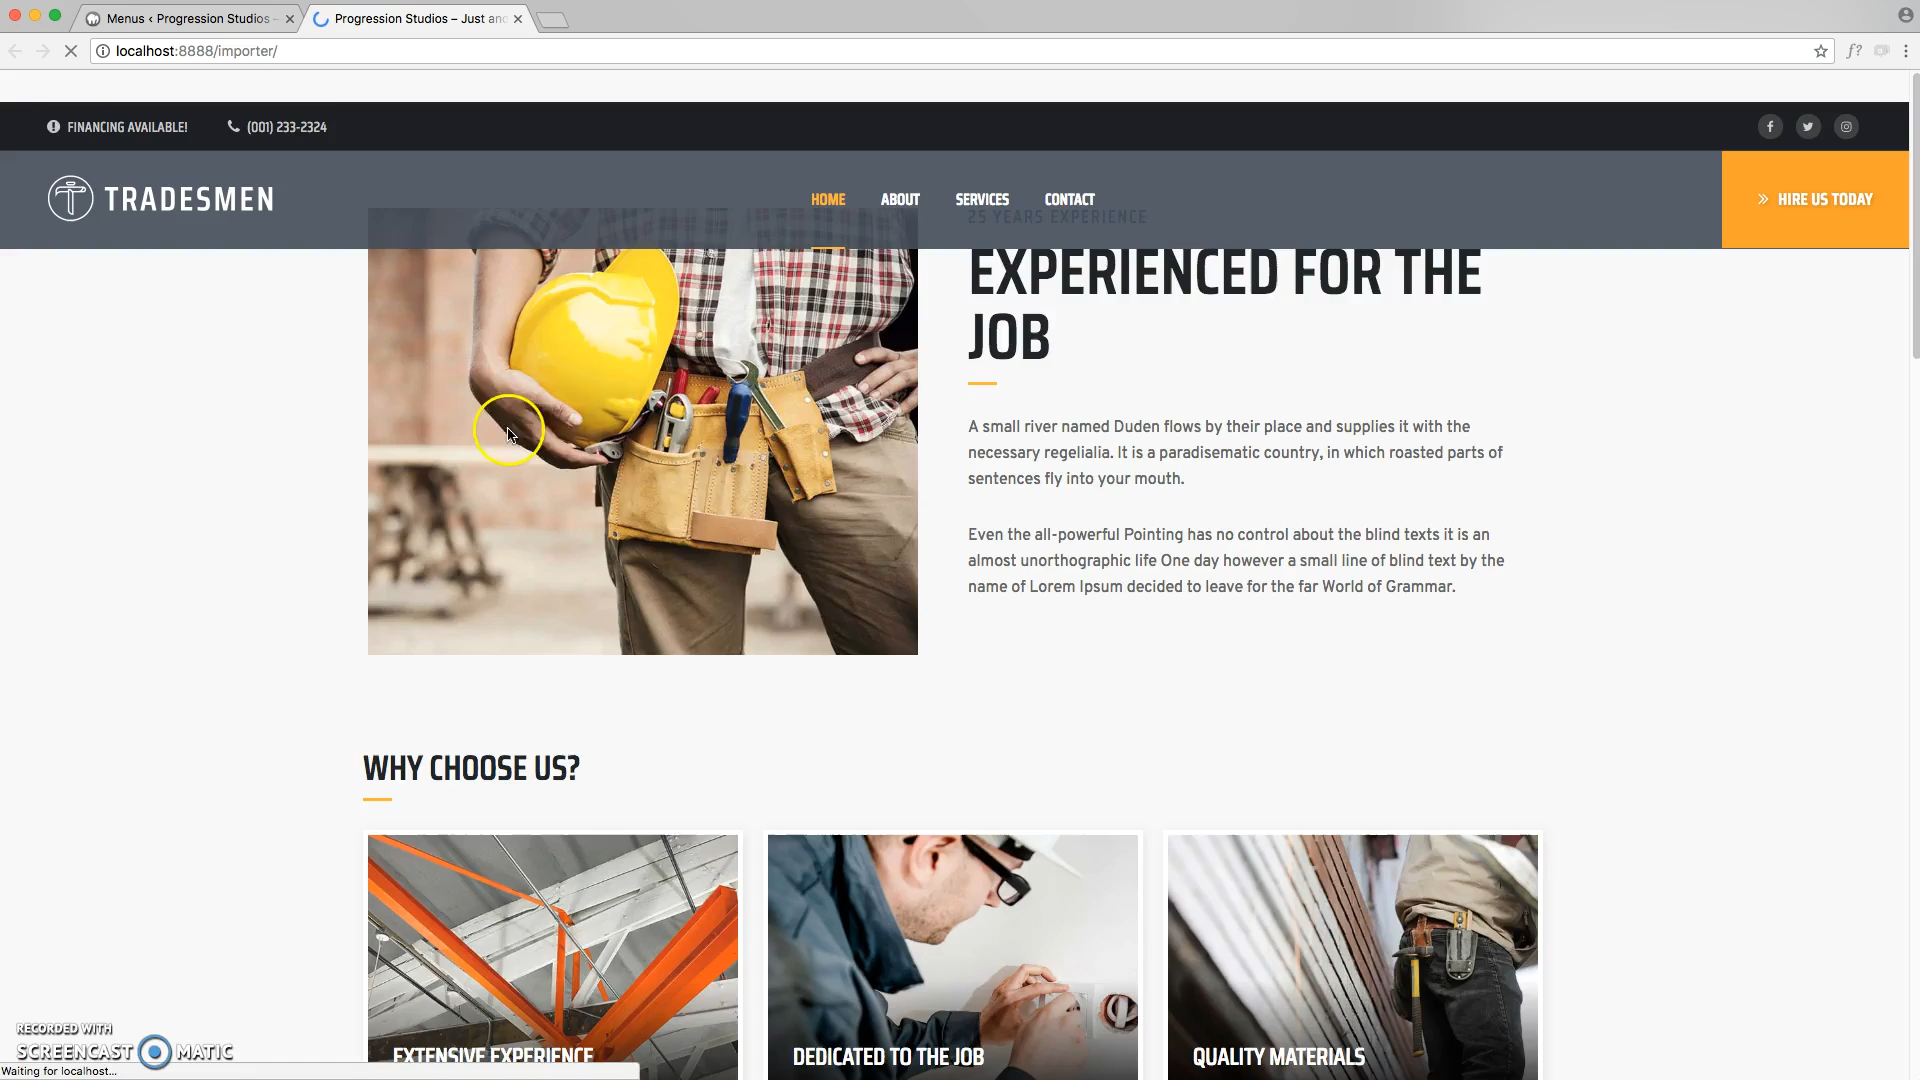 Menus ‹ Progression Studios –
Progression Studios – Just and
localhost:8888/importer/
f?
FINANCING AVAILABLE!
(001) 233-2324
TRADESMEN
HOME
ABOUT
SERVICES
CONTACT
HIRE US TODAY
25 YEARS EXPERIENCE
EXPERIENCED FOR THE
JOB
A small river named Duden flows by their place and supplies it with the
necessary regelialia. It is a paradisematic country, in which roasted parts of
sentences fly into your mouth.
Even the all-powerful Pointing has no control about the blind texts it is an
almost unorthographic life One day however a small line of blind text by the
name of Lorem Ipsum decided to leave for the far World of Grammar.
WHY CHOOSE US?
EXTENSIVE EXPERIENCE
DEDICATED TO THE JOB
QUALITY MATERIALS
RECORDED WITH
SCREENCAST MATIC
Waiting for localhost...